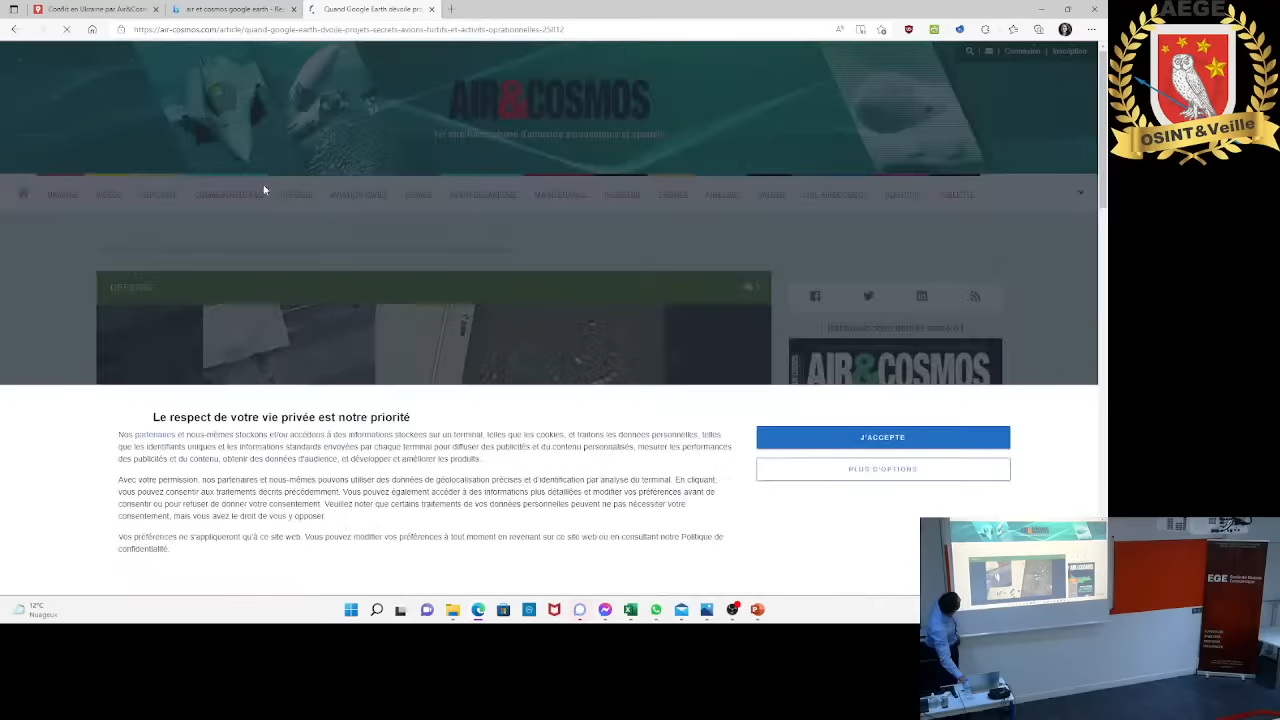 Conflit en Ukraine par Air&Cosm
air et cosmos google earth - Rec
Quand Google Earth dévoile pro
AEGE
https://air-cosmos.com/article/quand-google-earth-dvoile-projets-secrets-avions-furtifs-et-activits-oprationnelles-25812
Connexion | Inscription
AIR&COSMOS
OSINT&Veille
DEFENSE
AIR&COSMOS
Le respect de votre vie privée est notre priorité
Nos partenaires et nous-mêmes stockons et/ou accédons à des informations stockées sur un terminal, telles que les cookies, et traitons les données personnelles, telles
que les identifiants uniques et les informations standards envoyées par chaque terminal pour diffuser des publicités et du contenu personnalisés, mesurer les performances
des publicités et du contenu, obtenir des données d'audience, et développer et améliorer les produits.
J'ACCEPTE
PLUS D'OPTIONS
Avec votre permission, nos partenaires et nous-mêmes pouvons utiliser des données de géolocalisation précises et d'identification par analyse du terminal. En cliquant,
vous pouvez consentir aux traitements décrits précédemment. Vous pouvez également accéder à des informations plus détaillées et modifier vos préférences avant de
consentir ou pour refuser de donner votre consentement. Veuillez noter que certains traitements de vos données personnelles peuvent ne pas nécessiter votre
consentement, mais vous avez le droit de vous y opposer.
Vos préférences ne s'appliqueront qu'à ce site web. Vous pouvez modifier vos préférences à tout moment en revenant sur ce site web ou en consultant notre Politique de
confidentialité.
12°C
Nuageux
AIR&COSMOS
EGE